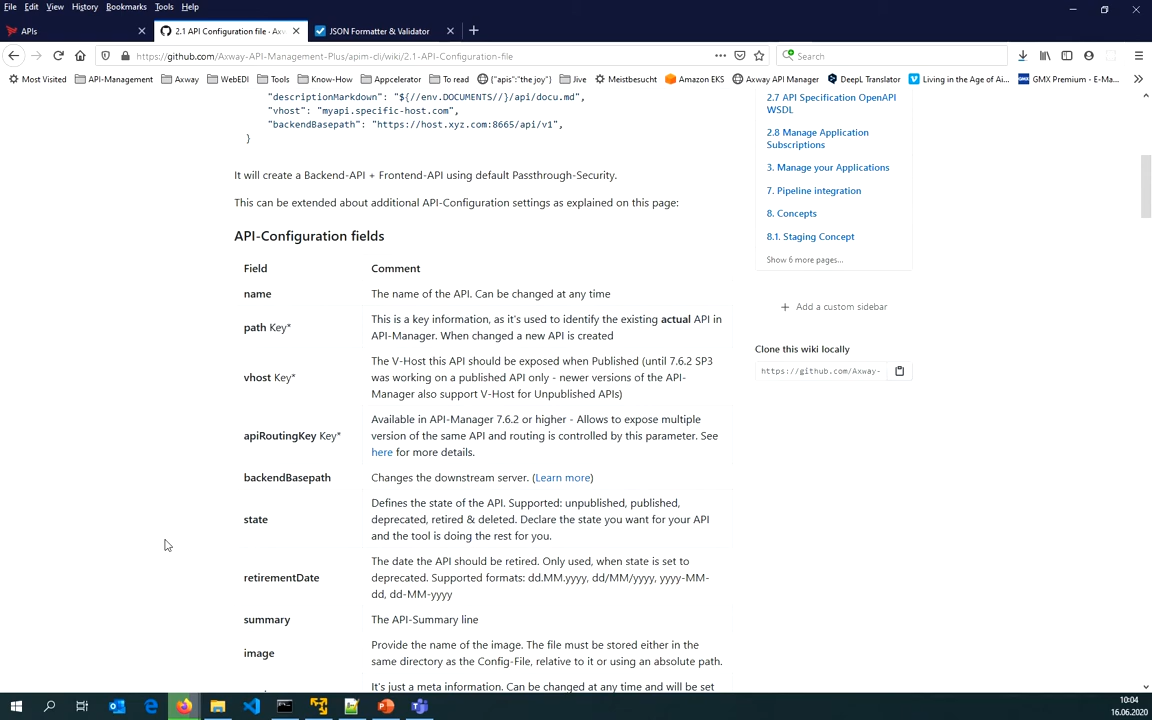 File Edit View History Bookmarks Tools Help
APIs
2.1 API Configuration file · Axw
JSON Formatter & Validator
https://github.com/Axway-API-Management-Plus/apim-cli/wiki/2.1-API-Configuration-file
Search
Most Visited API-Management Axway WebEDI Tools Know-How Appcelerator To read {"apis":"the joy"} Jive Meistbesucht Amazon EKS Axway API Manager DeepL Translator Living in the Age of Ai... GMX Premium - E-Ma...
"descriptionMarkdown": "${//env.DOCUMENTS//}/api/docu.md",
"vhost": "myapi.specific-host.com",
"backendBasepath": "https://host.xyz.com:8665/api/v1",
}
It will create a Backend-API + Frontend-API using default Passthrough-Security.
This can be extended about additional API-Configuration settings as explained on this page:
API-Configuration fields
Field Comment
name The name of the API. Can be changed at any time
path Key* This is a key information, as it's used to identify the existing actual API in
API-Manager. When changed a new API is created
vhost Key* The V-Host this API should be exposed when Published (until 7.6.2 SP3
was working on a published API only - newer versions of the API-
Manager also support V-Host for Unpublished APIs)
apiRoutingKey Key* Available in API-Manager 7.6.2 or higher - Allows to expose multiple
version of the same API and routing is controlled by this parameter. See
here for more details.
backendBasepath Changes the downstream server. (Learn more)
state Defines the state of the API. Supported: unpublished, published,
deprecated, retired & deleted. Declare the state you want for your API
and the tool is doing the rest for you.
retirementDate The date the API should be retired. Only used, when state is set to
deprecated. Supported formats: dd.MM.yyyy, dd/MM/yyyy, yyyy-MM-
dd, dd-MM-yyyy
summary The API-Summary line
image Provide the name of the image. The file must be stored either in the
same directory as the Config-File, relative to it or using an absolute path.
It's just a meta information. Can be changed at any time and will be set
2.7 API Specification OpenAPI
WSDL
2.8 Manage Application
Subscriptions
3. Manage your Applications
7. Pipeline integration
8. Concepts
8.1. Staging Concept
Show 6 more pages...
Add a custom sidebar
Clone this wiki locally
https://github.com/Axway-
10:04
16.06.2020